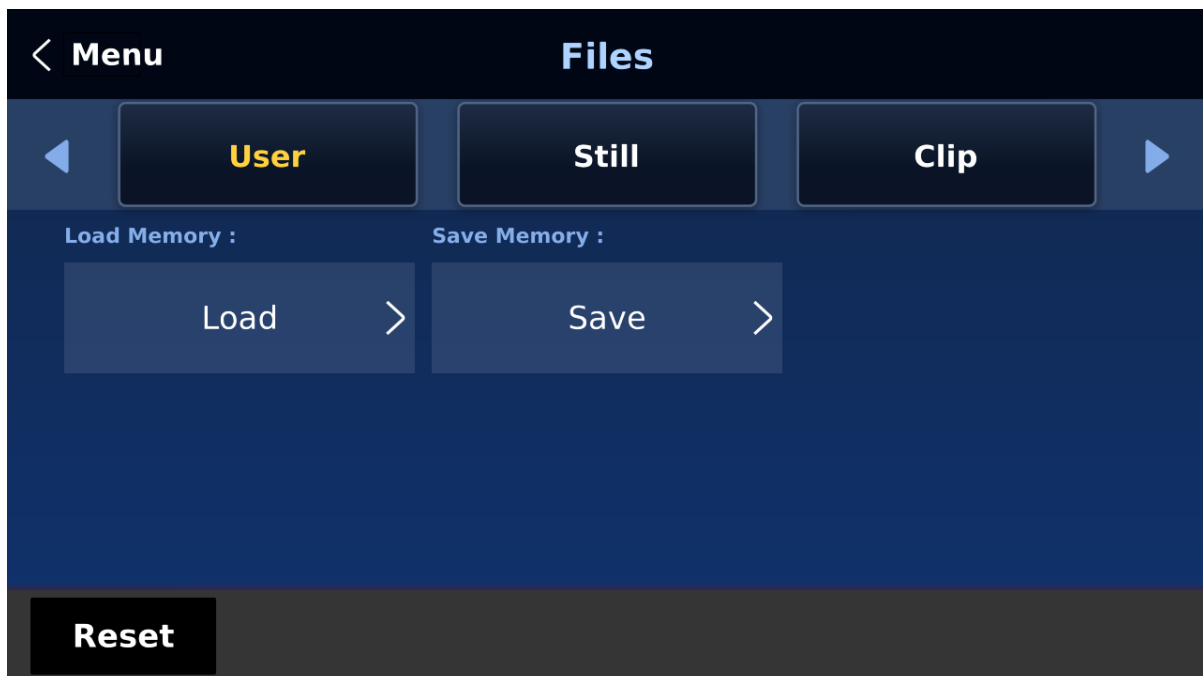 Menu
Files
User
Still
Clip
Load Memory :
Save Memory :
Load
Save
Reset